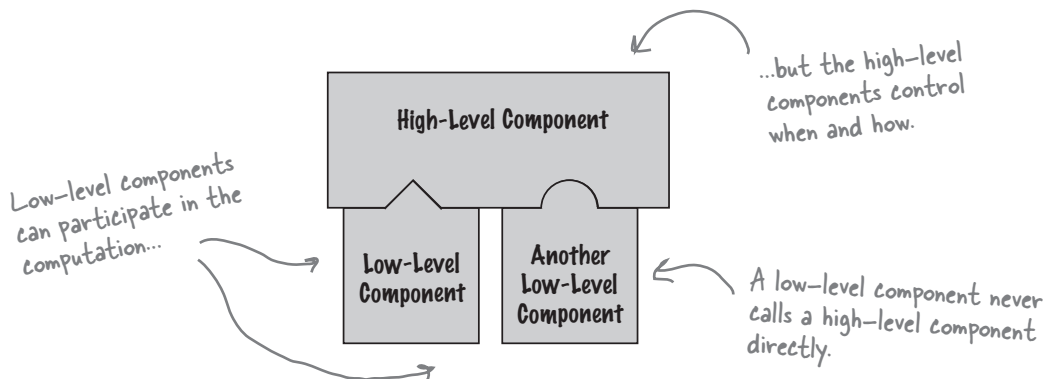 ...but the high-level
components control
when and how.
High-Level Component
Low-level components
can participate in the
computation...
Low-Level
Component
Another
Low-Level
Component
A low-level component never
calls a high-level component
directly.